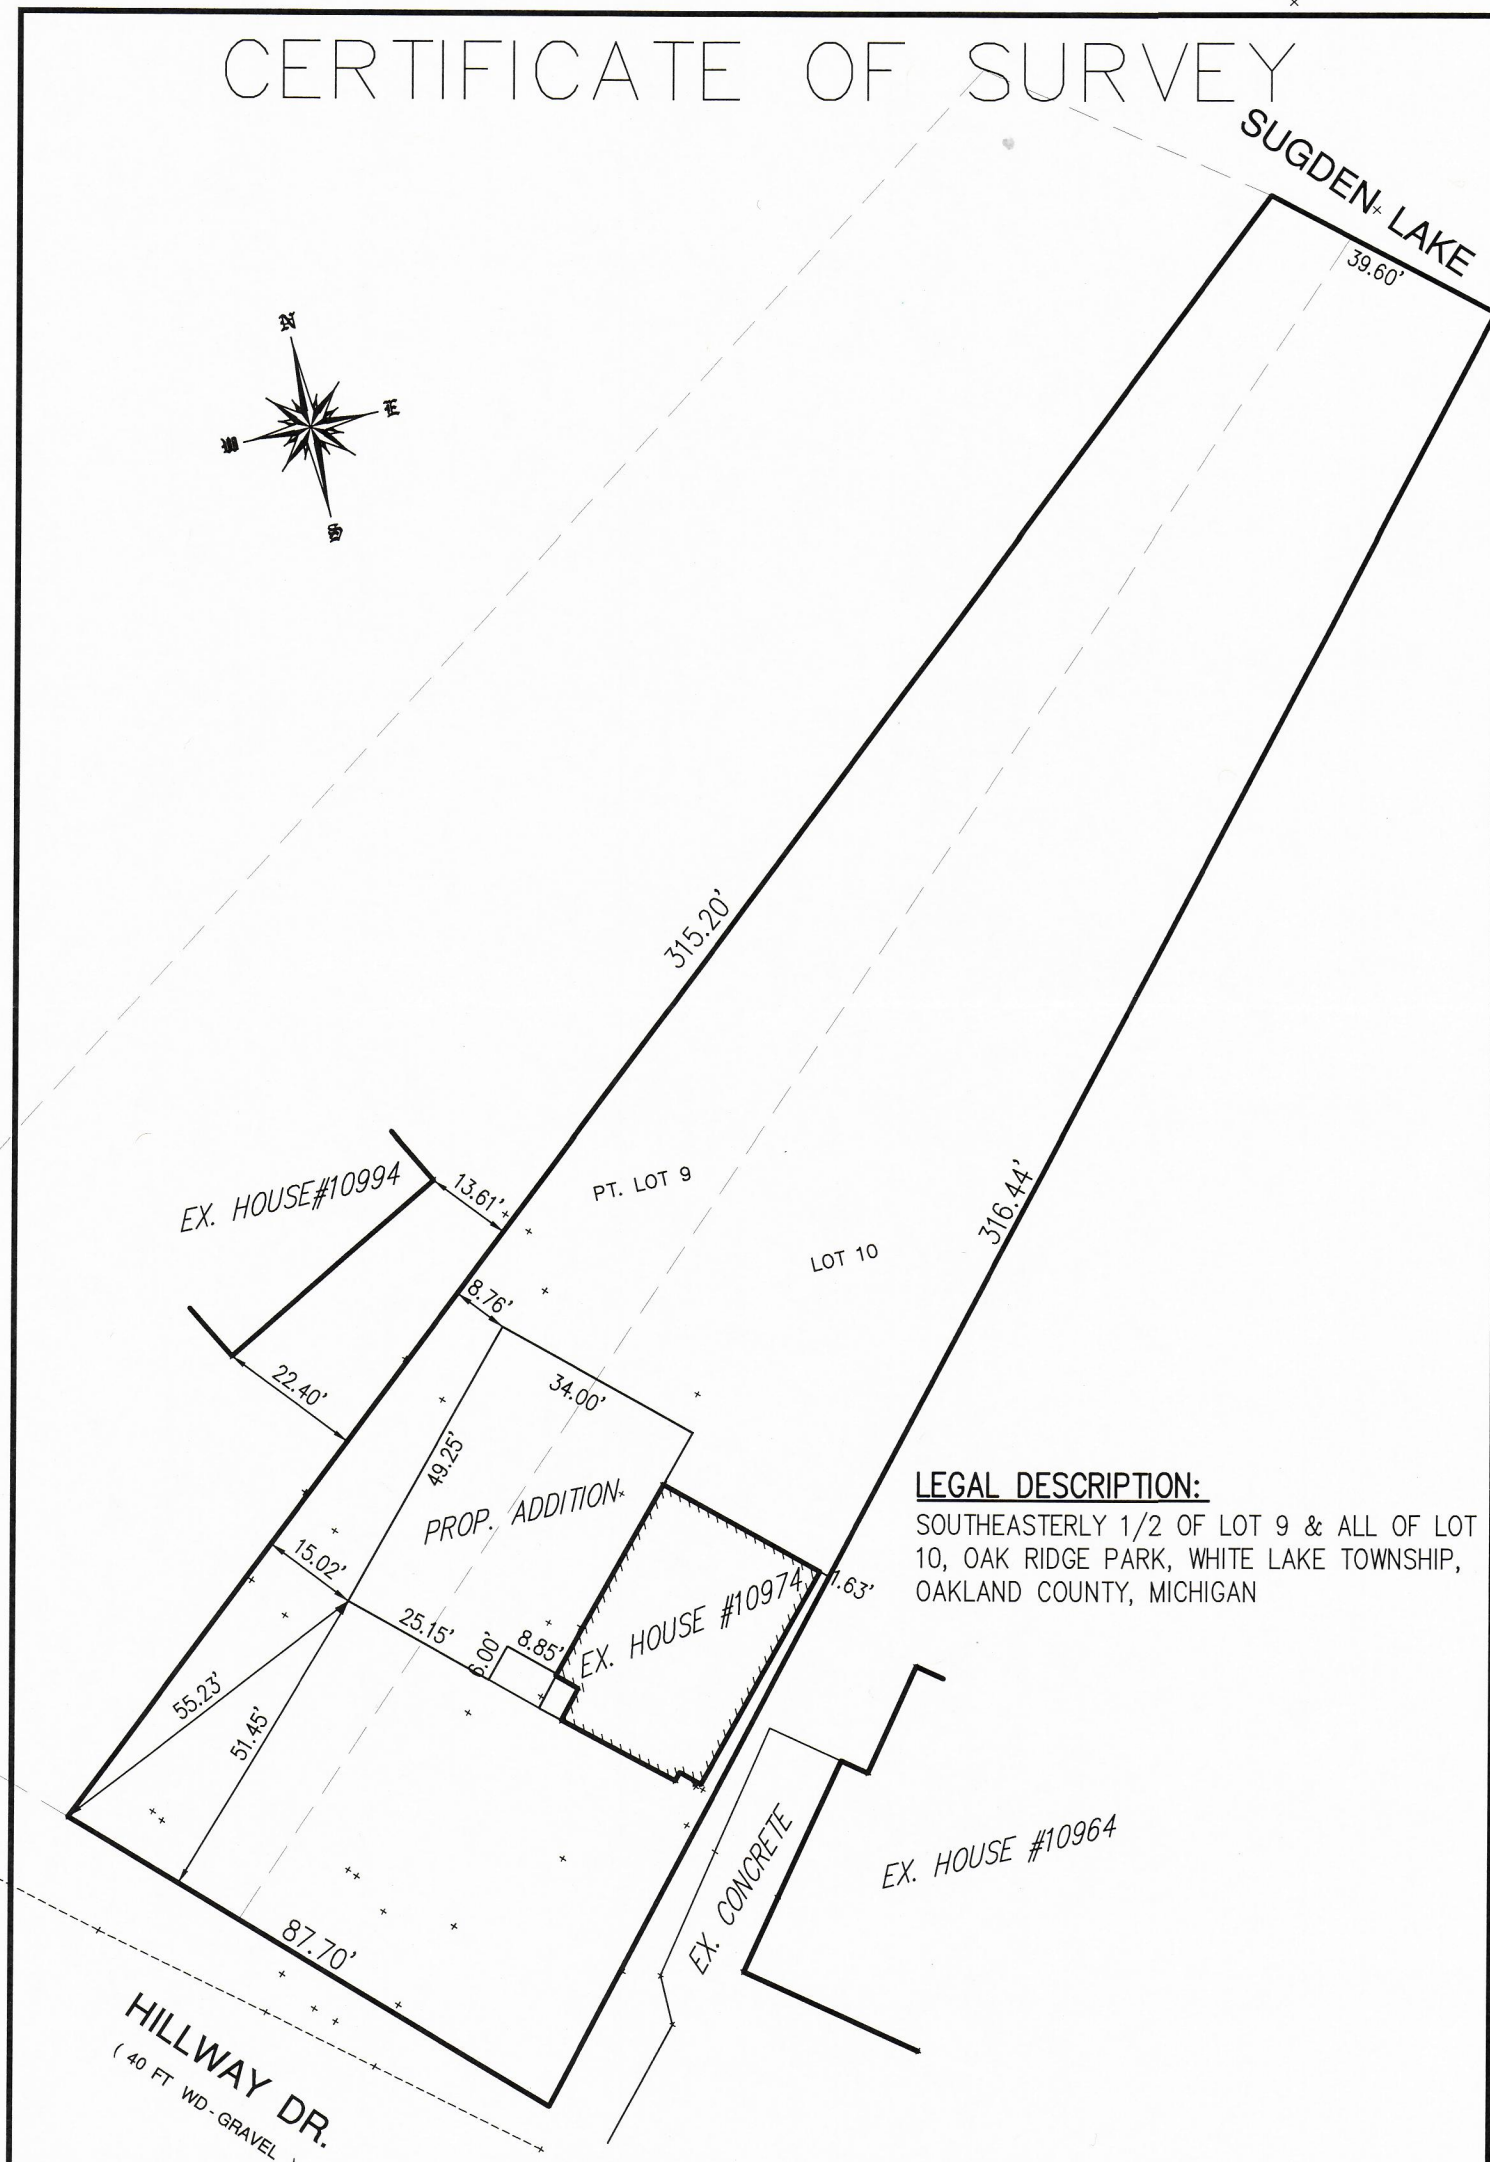 CERTIFICATE OF SURVEY
SUGDEN LAKE
39.60'
N
E
S
315.20'
316.44'
EX. HOUSE#10994
13.61'
PT. LOT 9
LOT 10
8.76'
22.40'
34.00'
49.25'
PROP. ADDITION
LEGAL DESCRIPTION:
SOUTHEASTERLY 1/2 OF LOT 9 & ALL OF LOT
10, OAK RIDGE PARK, WHITE LAKE TOWNSHIP,
OAKLAND COUNTY, MICHIGAN
15.02'
EX. HOUSE #10974
1.63'
25.15'
6.00'
8.85'
55.23'
51.45'
EX. CONCRETE
EX. HOUSE #10964
87.70'
HILLWAY DR.
( 40 FT WD-GRAVEL